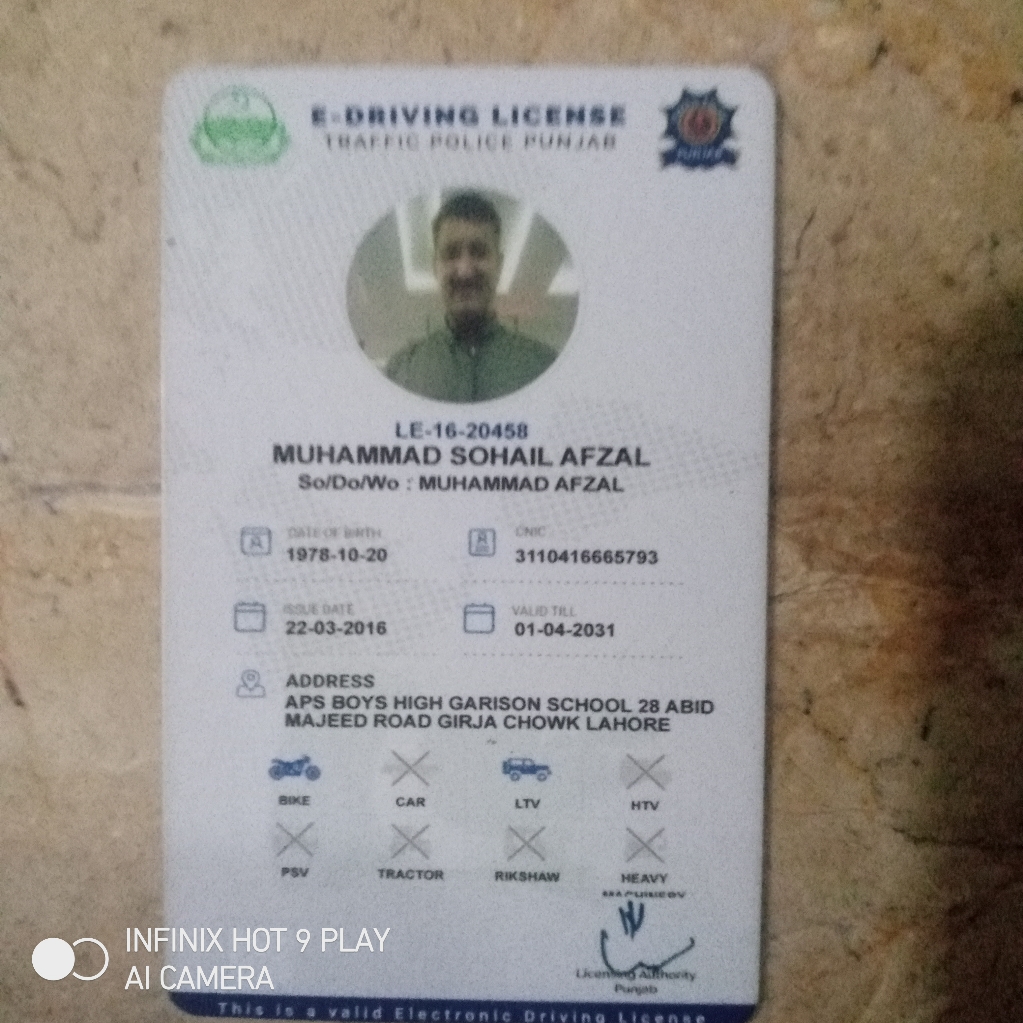 E-DRIVING LICENSE
TRAFFIC POLICE PUNJAB
PUNJAB
LE-16-20458
MUHAMMAD SOHAIL AFZAL
So/Do/Wo : MUHAMMAD AFZAL
DATE OF BIRTH CNIC
1978-10-20 3110416665793
ISSUE DATE VALID TILL
22-03-2016 01-04-2031
ADDRESS
APS BOYS HIGH GARISON SCHOOL 28 ABID
MAJEED ROAD GIRJA CHOWK LAHORE
BIKE CAR LTV HTV
PSV TRACTOR RIKSHAW HEAVY
MACHINERY
Licensing Authority
Punjab
This is a valid Electronic Driving License
INFINIX HOT 9 PLAY
AI CAMERA